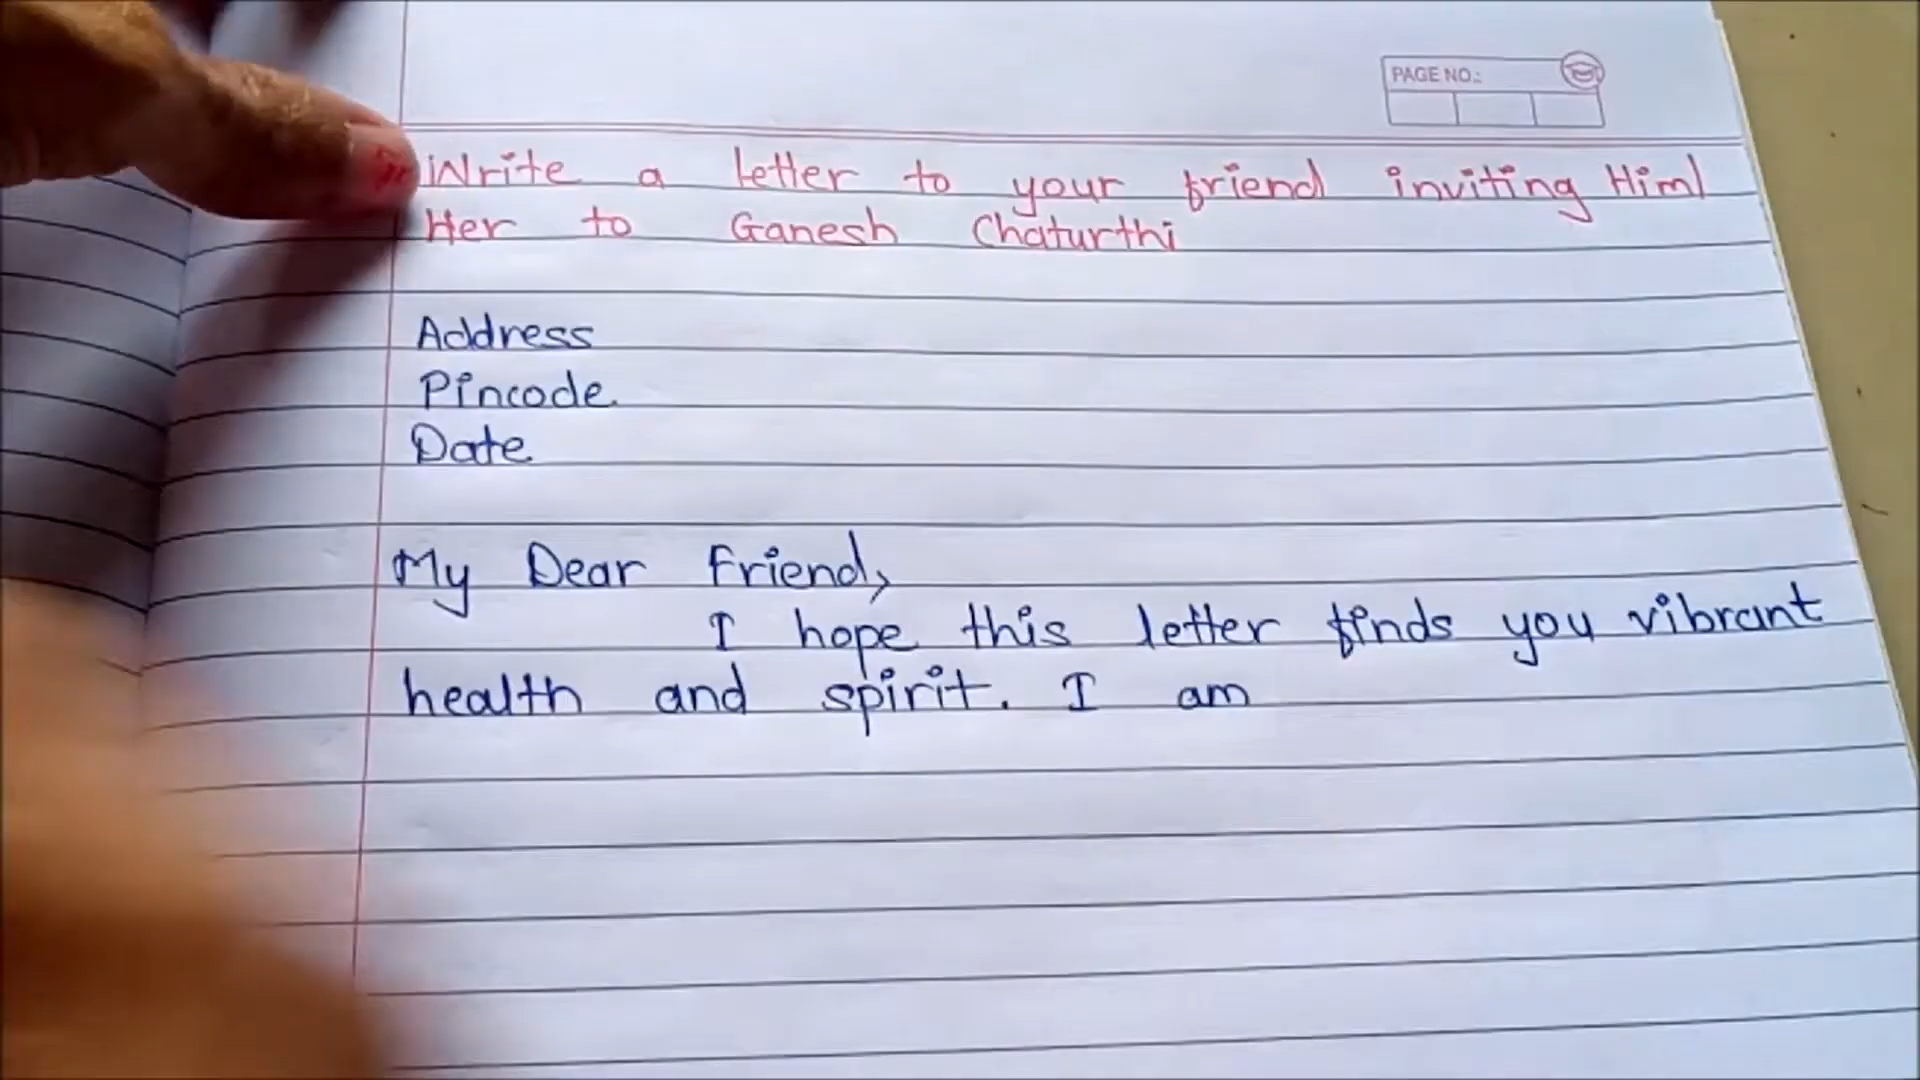 PAGE NO.:
Write a letter to your friend inviting Him/
Her to Ganesh Chaturthi
Address
Pincode.
Date
My Dear Friend,
I hope this letter finds you vibrant
health and spirit. I am